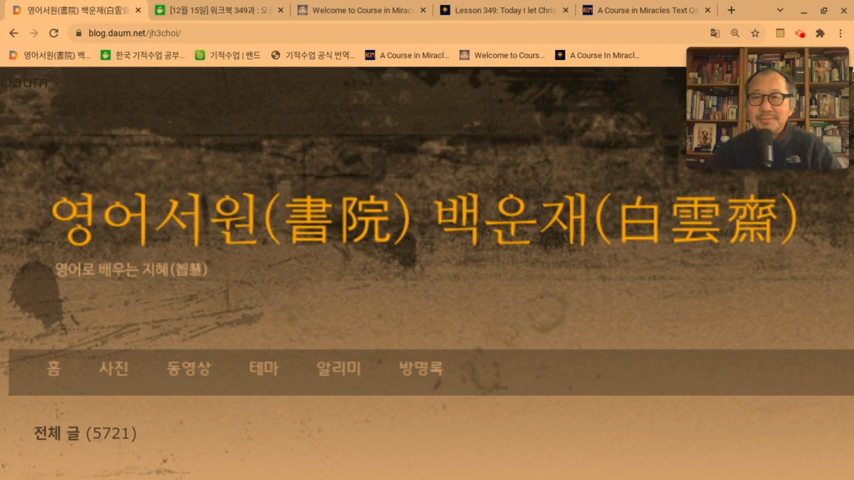 영어서원(書院) 백운재(白雲
[12월 15일] 워크북 349과 : 오
Welcome to Course in Mirac
Lesson 349: Today I let Chris
A Course in Miracles Text Q&
blog.daum.net/jh3choi/
영어서원(書院) 백...
한국 기적수업 공부...
기적수업 | 밴드
기적수업 공식 번역...
A Course in Miracl...
Welcome to Cours...
A Course In Miracl...
Daum
영어서원(書院) 백운재(白雲齋)
영어로 배우는 지혜(智慧)
홈 사진 동영상 테마 알리미 방명록
전체 글 (5721)